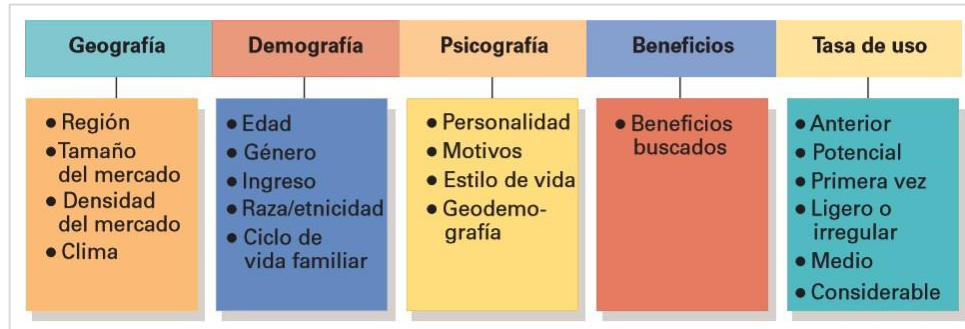 Geografía
Demografía
Psicografía
Beneficios
Tasa de uso
● Región
● Tamaño
del mercado
● Densidad
del mercado
● Clima
● Edad
● Género
● Ingreso
● Raza/etnicidad
● Ciclo de
vida familiar
● Personalidad
● Motivos
● Estilo de vida
● Geodemo-
grafía
● Beneficios
buscados
● Anterior
● Potencial
● Primera vez
● Ligero o
irregular
● Medio
● Considerable